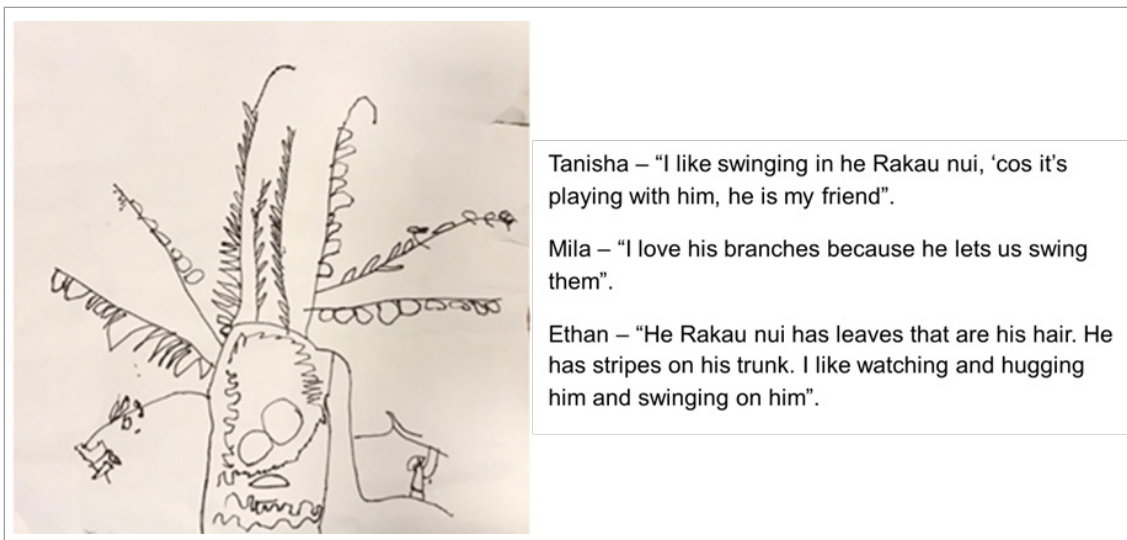 Tanisha – “I like swinging in he Rakau nui, ‘cos it’s
playing with him, he is my friend”.
Mila – “I love his branches because he lets us swing
them”.
Ethan – “He Rakau nui has leaves that are his hair. He
has stripes on his trunk. I like watching and hugging
him and swinging on him”.